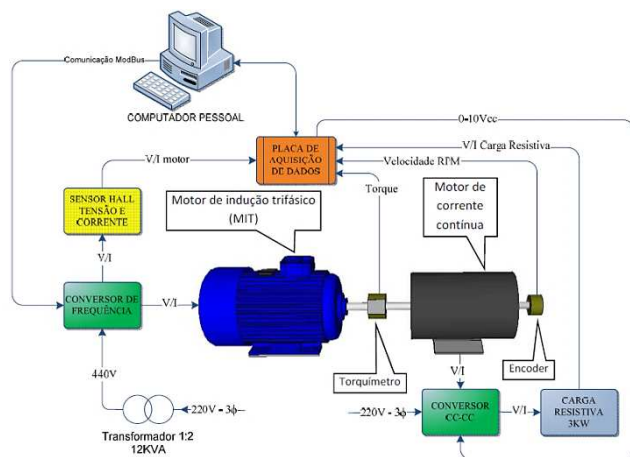 Comunicação ModBus
COMPUTADOR PESSOAL
0-10Vcc
PLACA DE
AQUISIÇÃO
DE DADOS
V/I Carga Resistiva
V/I motor
Velocidade RPM
Torque
SENSOR HALL
TENSÃO E
CORRENTE
Motor de indução trifásico
(MIT)
Motor de
corrente
contínua
V/I
CONVERSOR DE
FREQUÊNCIA
V/I
440V
Torquímetro
V/I
Encoder
220V - 3ϕ
Transformador 1:2
12KVA
220V - 3ϕ
CONVERSOR
CC-CC
V/I
CARGA
RESISTIVA
3KW